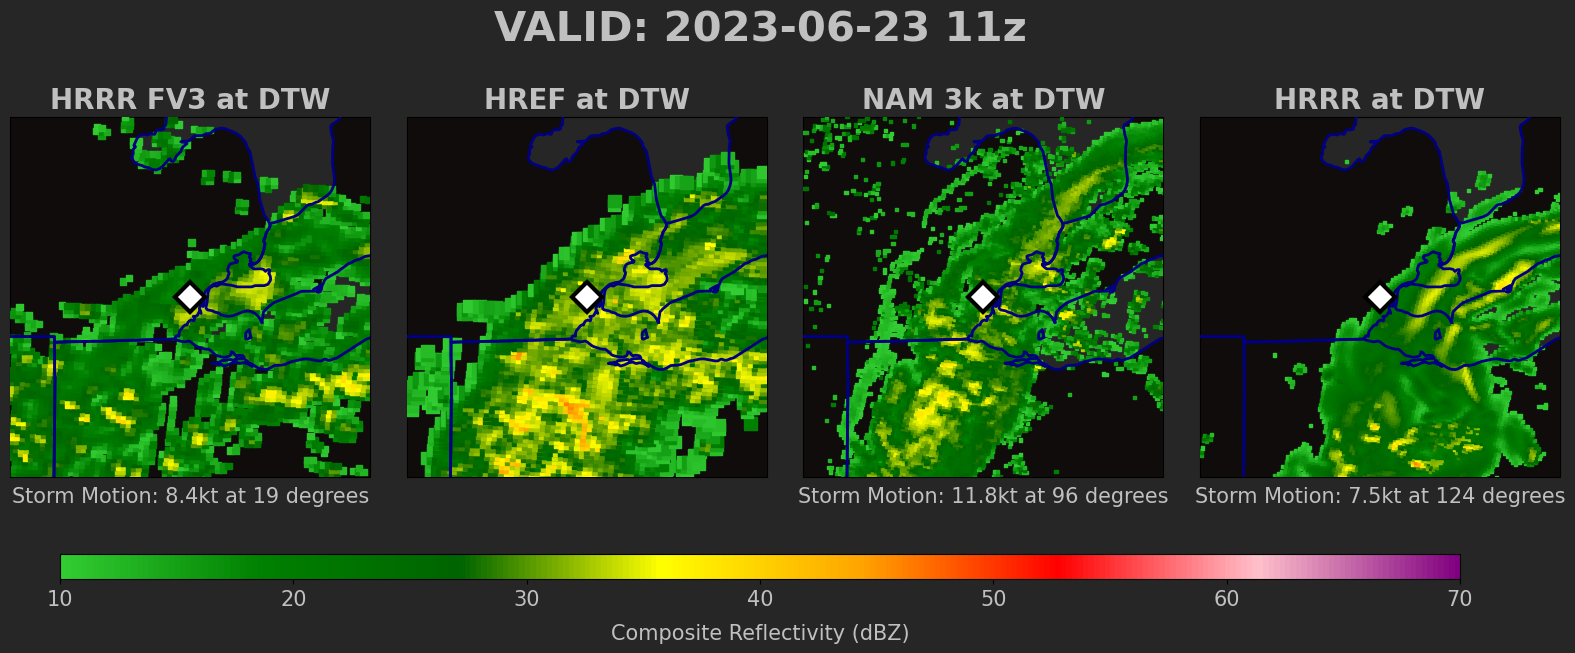 VALID: 2023-06-23 11z
HRRR FV3 at DTW
HREF at DTW
NAM 3k at DTW
HRRR at DTW
Storm Motion: 8.4kt at 19 degrees
Storm Motion: 11.8kt at 96 degrees
Storm Motion: 7.5kt at 124 degrees
10 20 30 40 50 60 70
Composite Reflectivity (dBZ)